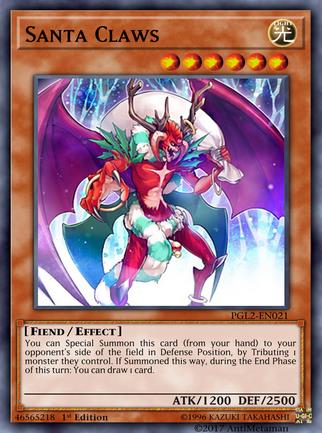 SANTA CLAWS
LIGHT
光
PGL2-EN021
[FIEND / EFFECT]
You can Special Summon this card (from your hand) to your
opponent's side of the field in Defense Position, by Tributing 1
monster they control. If Summoned this way, during the End Phase
of this turn: You can draw 1 card.
ATK/1200 DEF/2500
46565218 1st Edition ©1996 KAZUKI TAKAHASHI
©2017 AntiMetaman